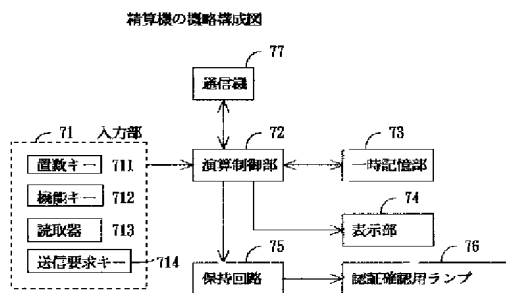 精算機の概略構成図
77
通信機
71 入力部
72
73
置数キー 711
演算制御部
一時記憶部
機能キー 712
読取器 713
74
表示部
送信要求キー 714
75
76
保持回路
認証確認用ランプ